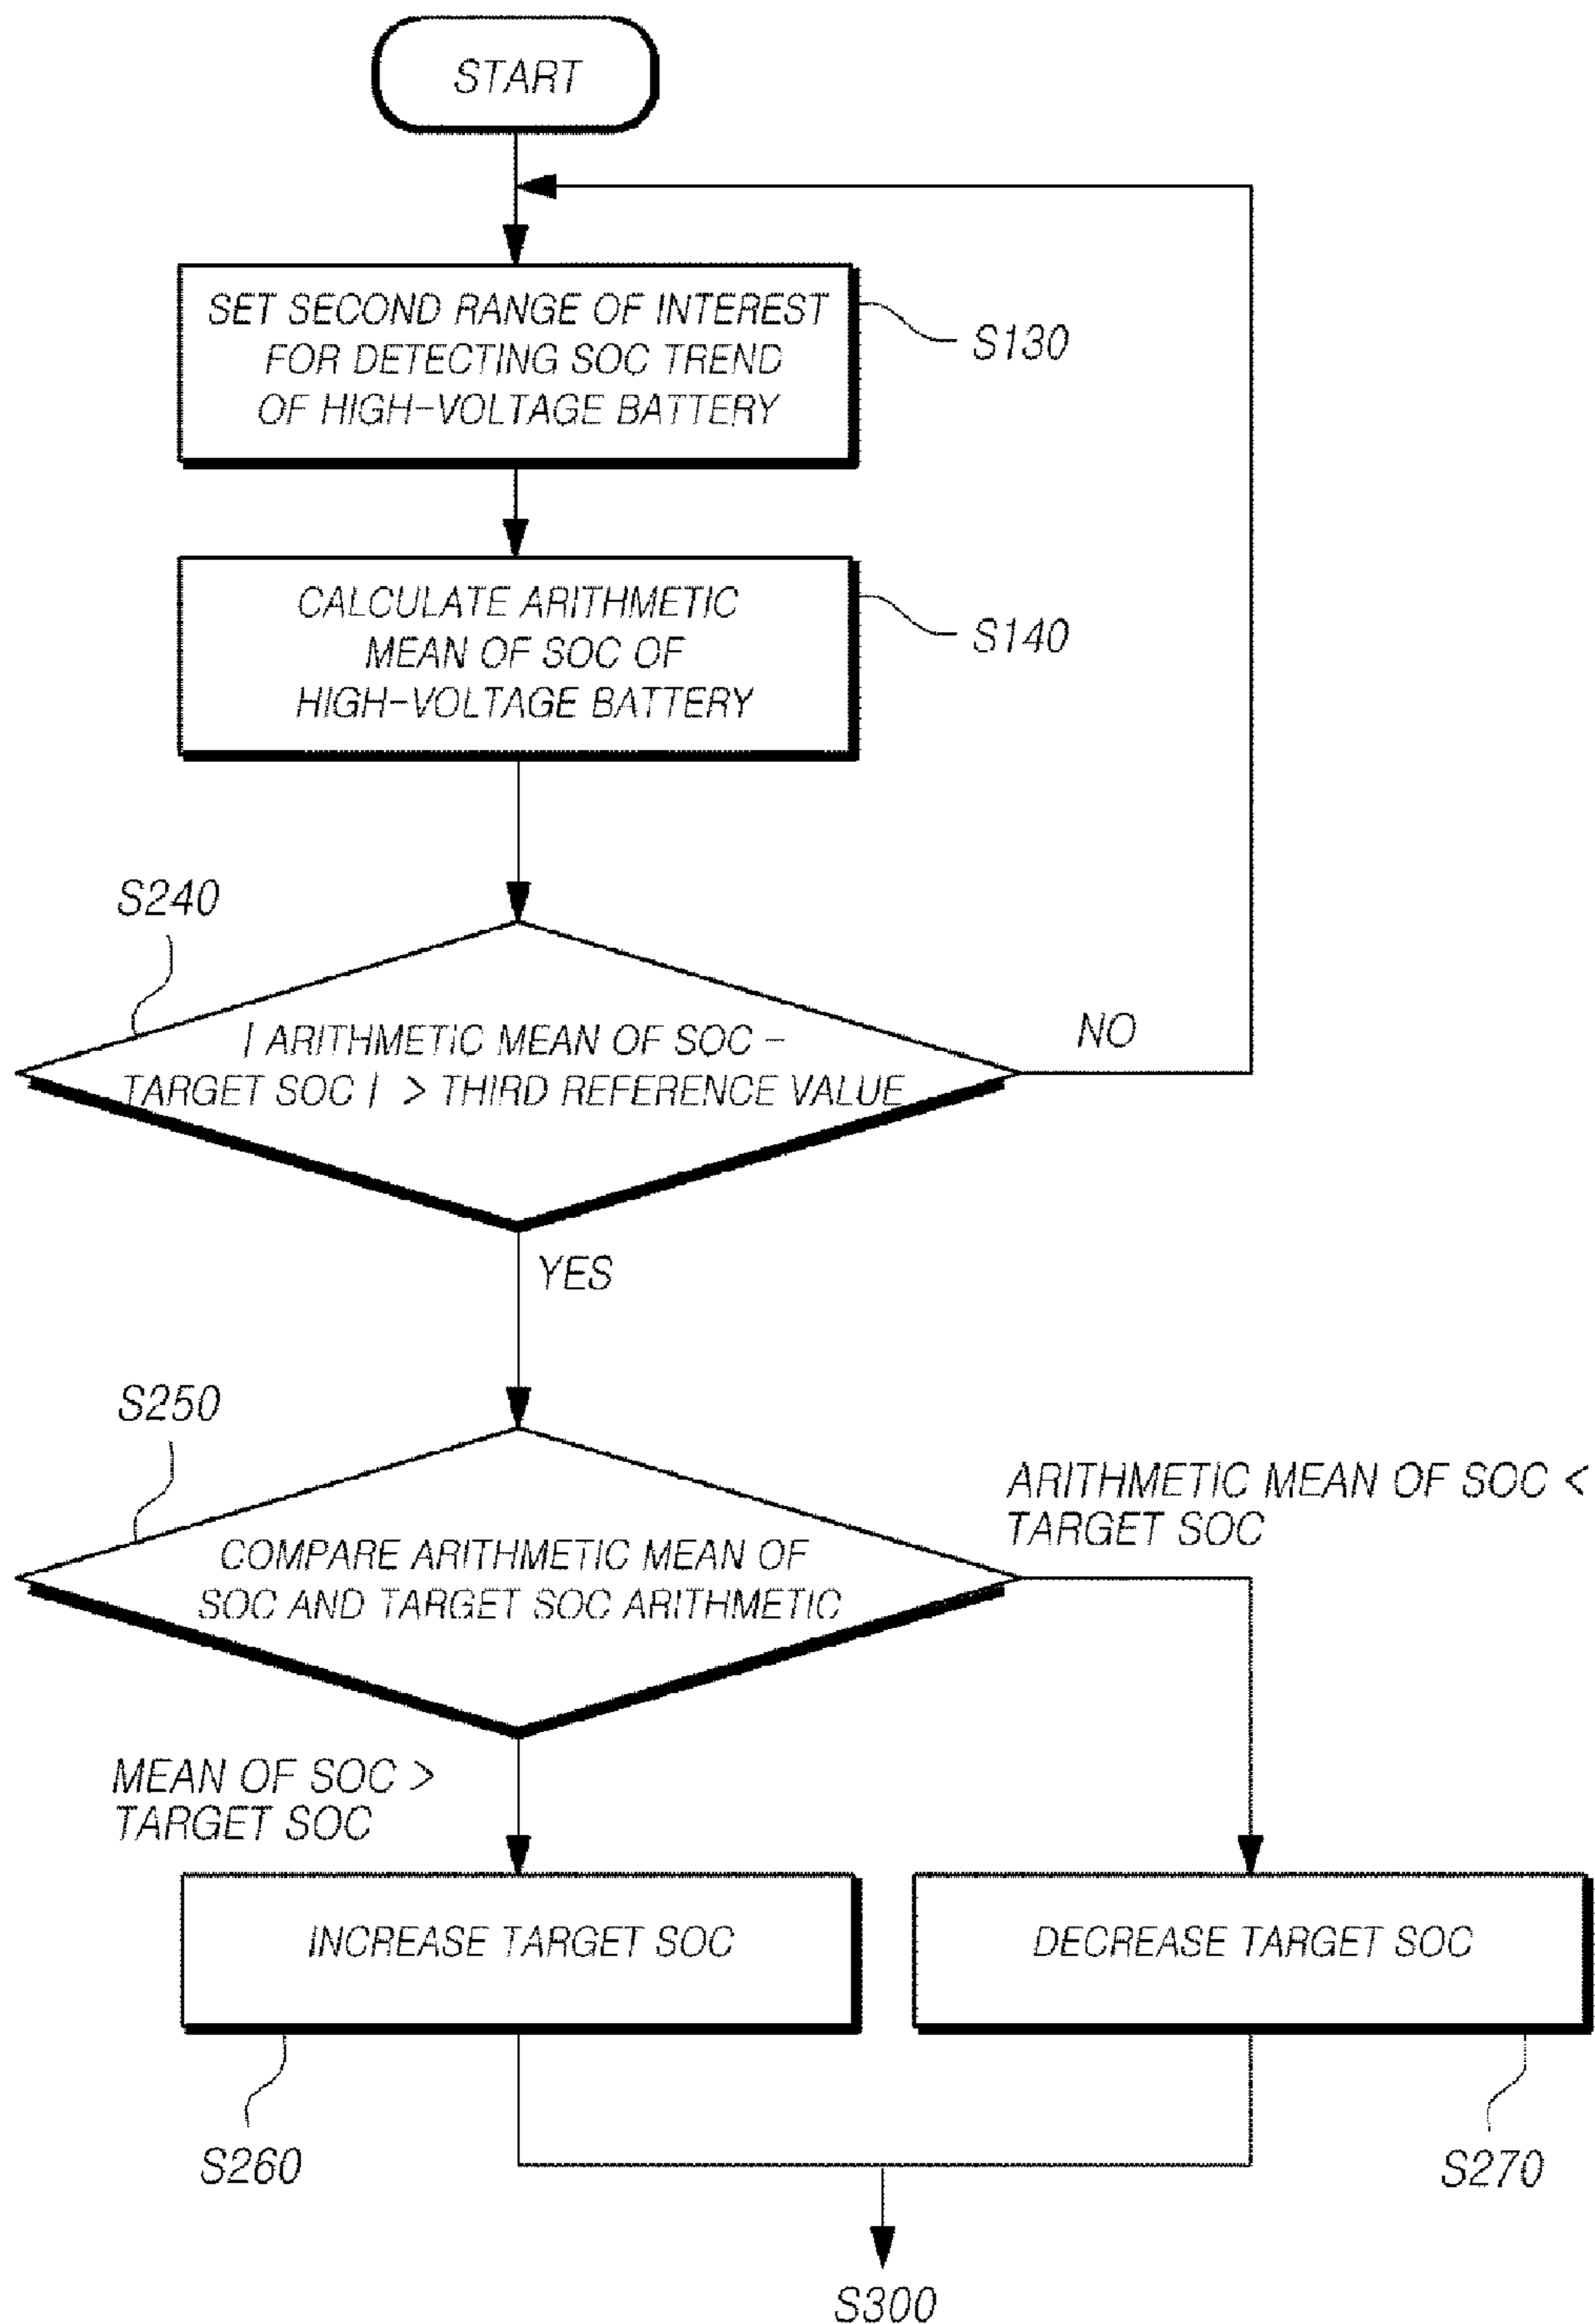 START
SET SECOND RANGE OF INTEREST
FOR DETECTING SOC TREND
OF HIGH-VOLTAGE BATTERY
S130
CALCULATE ARITHMETIC
MEAN OF SOC OF
HIGH-VOLTAGE BATTERY
S140
S240
| ARITHMETIC MEAN OF SOC -
TARGET SOC | > THIRD REFERENCE VALUE
NO
YES
S250
COMPARE ARITHMETIC MEAN OF
SOC AND TARGET SOC ARITHMETIC
ARITHMETIC MEAN OF SOC <
TARGET SOC
MEAN OF SOC >
TARGET SOC
INCREASE TARGET SOC
DECREASE TARGET SOC
S260
S270
S300